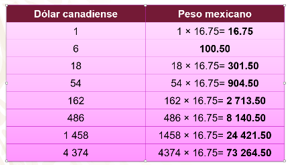 Dólar canadiense Peso mexicano
1 1 × 16.75= 16.75
6 100.50
18 18 × 16.75= 301.50
54 54 × 16.75= 904.50
162 162 × 16.75= 2 713.50
486 486 × 16.75= 8 140.50
1 458 1458 × 16.75= 24 421.50
4 374 4374 × 16.75= 73 264.50